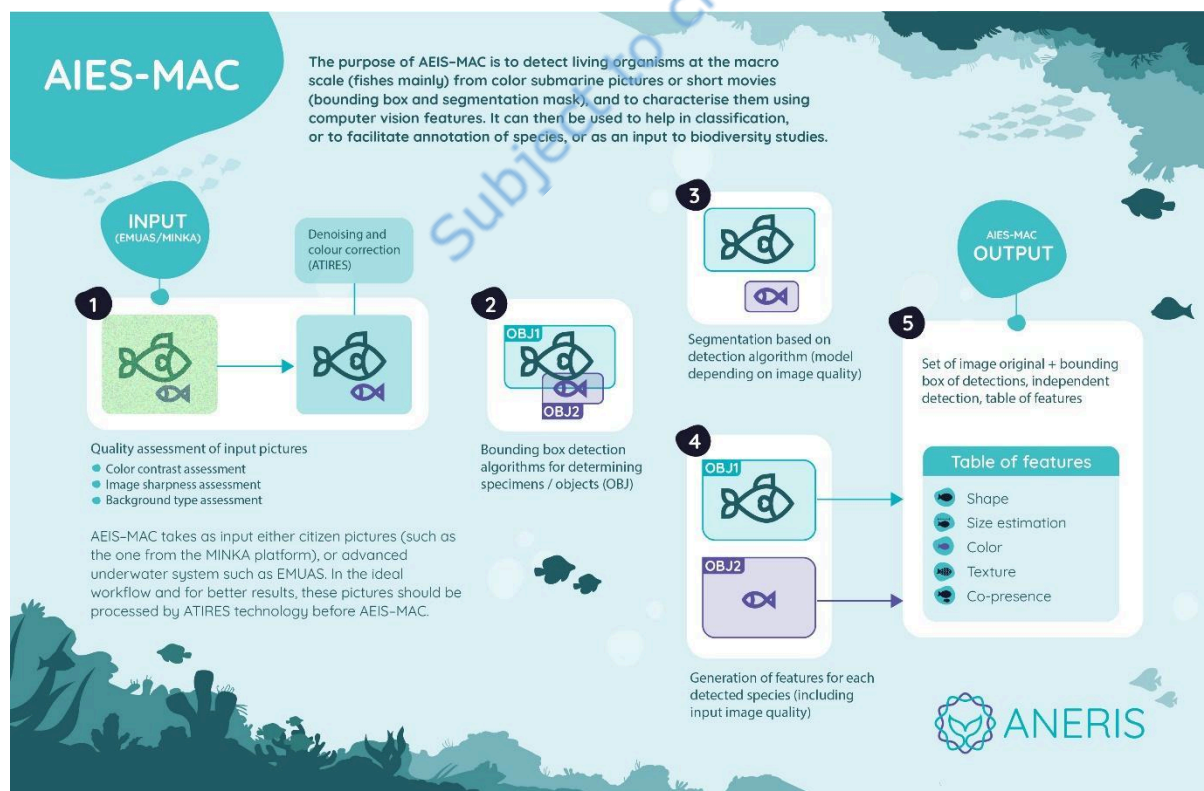 AIES-MAC
The purpose of AEIS-MAC is to detect living organisms at the macro
scale (fishes mainly) from color submarine pictures or short movies
(bounding box and segmentation mask), and to characterise them using
computer vision features. It can then be used to help in classification,
or to facilitate annotation of species, or as an input to biodiversity studies.
Subject to
INPUT
(EMUAS/MINKA)
Denoising and
colour correction
(ATIRES)
1
Quality assessment of input pictures
Color contrast assessment
Image sharpness assessment
Background type assessment
AEIS-MAC takes as input either citizen pictures (such as
the one from the MINKA platform), or advanced
underwater system such as EMUAS. In the ideal
workflow and for better results, these pictures should be
processed by ATIRES technology before AEIS-MAC.
2
OBJ1
OBJ2
Bounding box detection
algorithms for determining
specimens / objects (OBJ)
3
Segmentation based on
detection algorithm (model
depending on image quality)
4
OBJ1
OBJ2
Generation of features for each
detected species (including
input image quality)
AIES-MAC
OUTPUT
5
Set of image original + bounding
box of detections, independent
detection, table of features
Table of features
Shape
Size estimation
Color
Texture
Co-presence
ANERIS